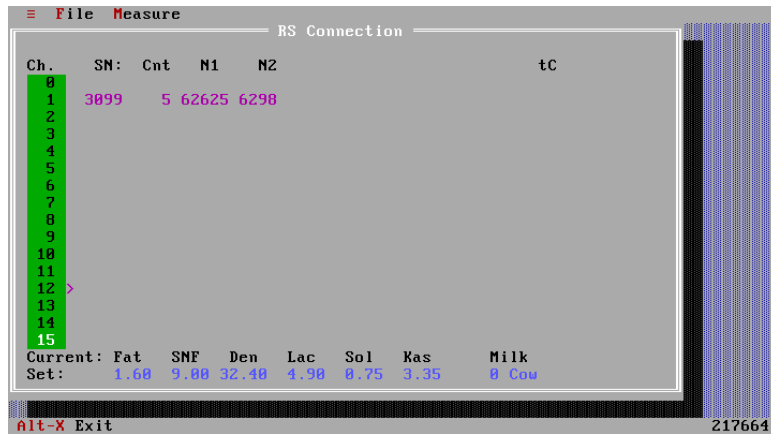 ≡ File Measure
RS Connection
Ch. SN: Cnt N1 N2 tC
0
1 3099 5 62625 6298
2
3
4
5
6
7
8
9
10
11
12 >
13
14
15
Current: Fat SNF Den Lac Sol Kas Milk
Set: 1.60 9.00 32.40 4.90 0.75 3.35 0 Cow
Alt-X Exit 217664